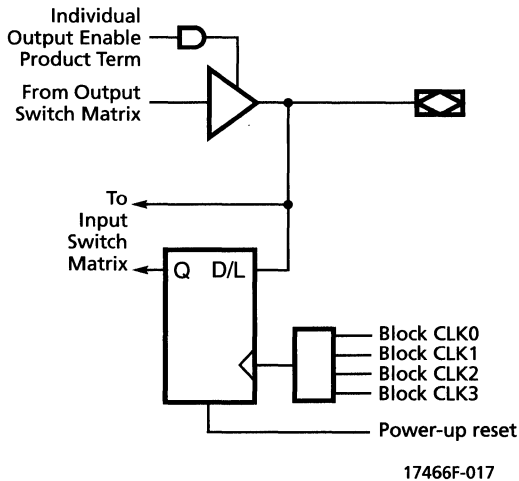 Individual
Output Enable
Product Term
From Output
Switch Matrix
To
Input
Switch
Matrix
Q D/L
Block CLK0
Block CLK1
Block CLK2
Block CLK3
Power-up reset
17466F-017